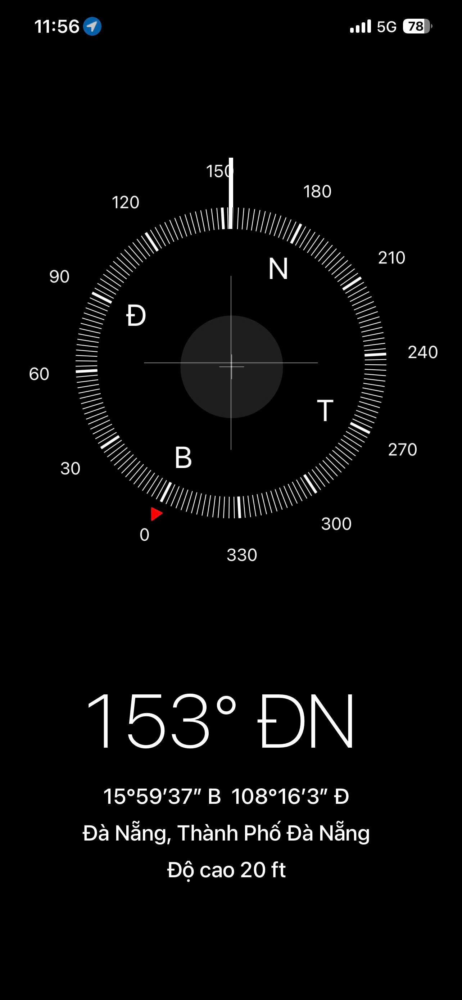 11:56 5G 78
150
120
180
210
90
N
Đ
240
60
T
B
270
30
300
0
330
153° ĐN
15°59′37″ B 108°16′3″ Đ
Đà Nẵng, Thành Phố Đà Nẵng
Độ cao 20 ft